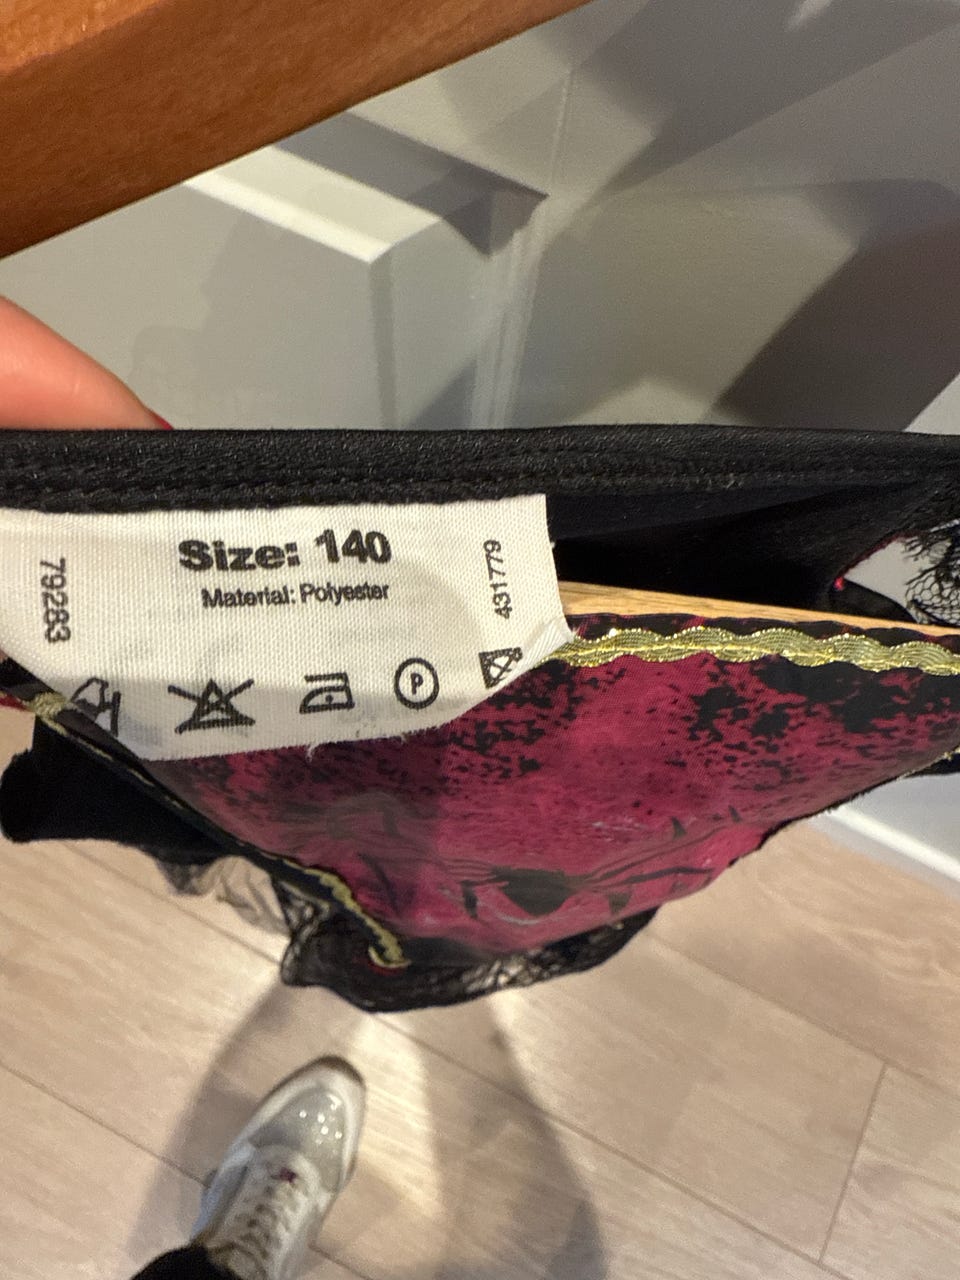 Size: 140
Material: Polyester
79283
431779
P